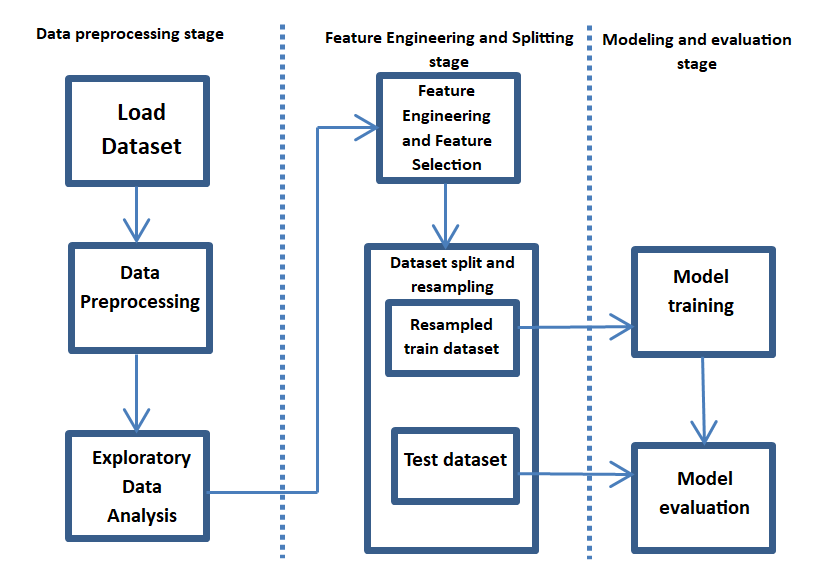 Data preprocessing stage
Load
Dataset
Data
Preprocessing
Exploratory
Data
Analysis
Feature Engineering and Splitting
stage
Feature
Engineering
and Feature
Selection
Dataset split and
resampling
Resampled
train dataset
Test dataset
Modeling and evaluation
stage
Model
training
Model
evaluation